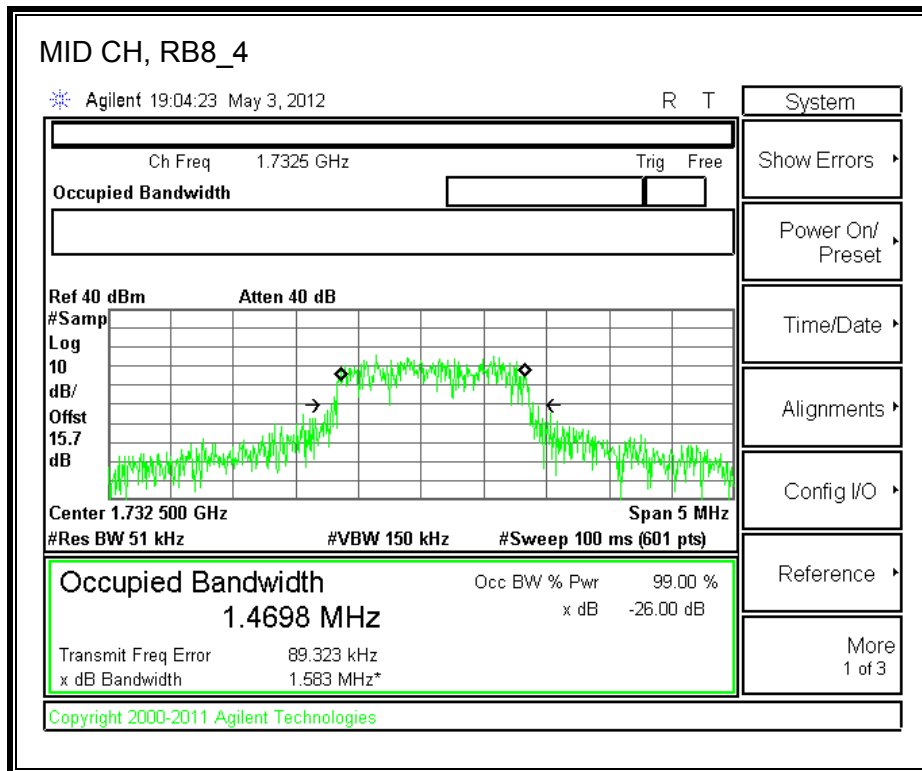 MID CH, RB8_4
Agilent 19:04:23 May 3, 2012 R T
System
Ch Freq 1.7325 GHz Trig Free
Occupied Bandwidth
Show Errors
Power On/
Preset
Time/Date
Alignments
Config I/O
Reference
More
1 of 3
Ref 40 dBm Atten 40 dB
#Samp
Log
10
dB/
Offst
15.7
dB
Center 1.732 500 GHz Span 5 MHz
#Res BW 51 kHz #VBW 150 kHz #Sweep 100 ms (601 pts)
Occupied Bandwidth Occ BW % Pwr 99.00 %
1.4698 MHz x dB -26.00 dB
Transmit Freq Error 89.323 kHz
x dB Bandwidth 1.583 MHz*
Copyright 2000-2011 Agilent Technologies